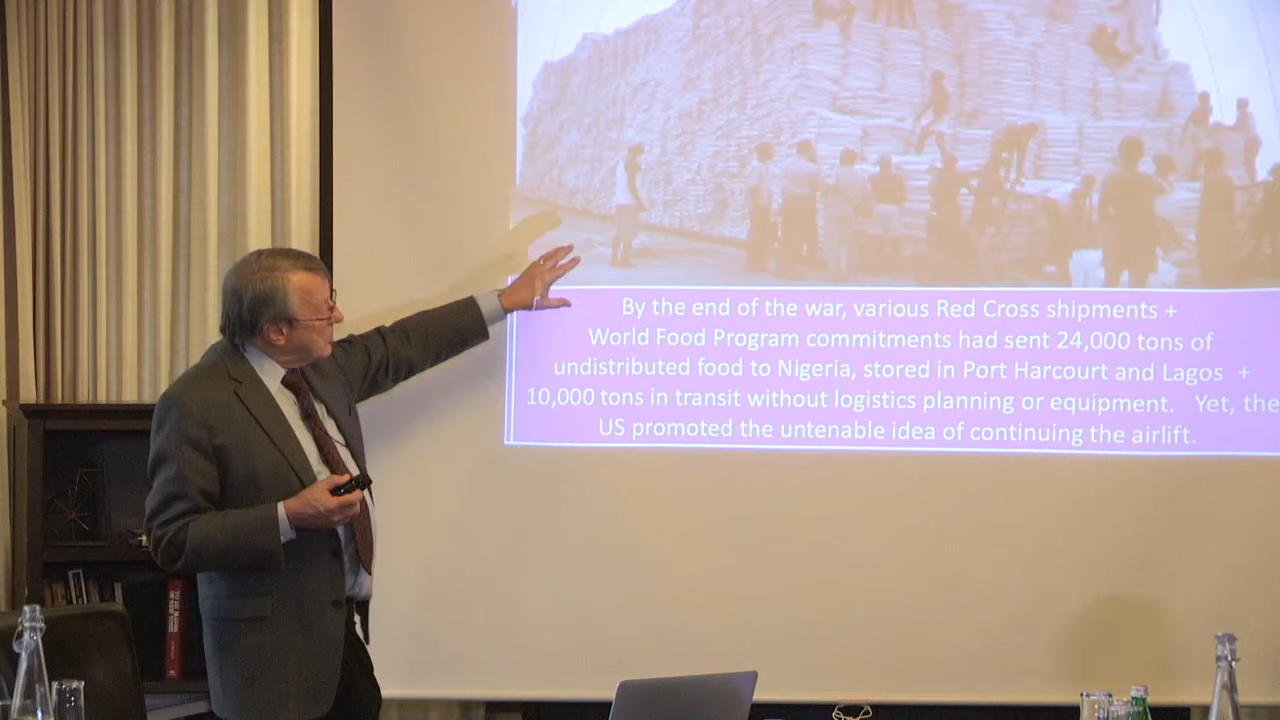 By the end of the war, various Red Cross shipments +
World Food Program commitments had sent 24,000 tons of
undistributed food to Nigeria, stored in Port Harcourt and Lagos +
10,000 tons in transit without logistics planning or equipment. Yet, the
US promoted the untenable idea of continuing the airlift.